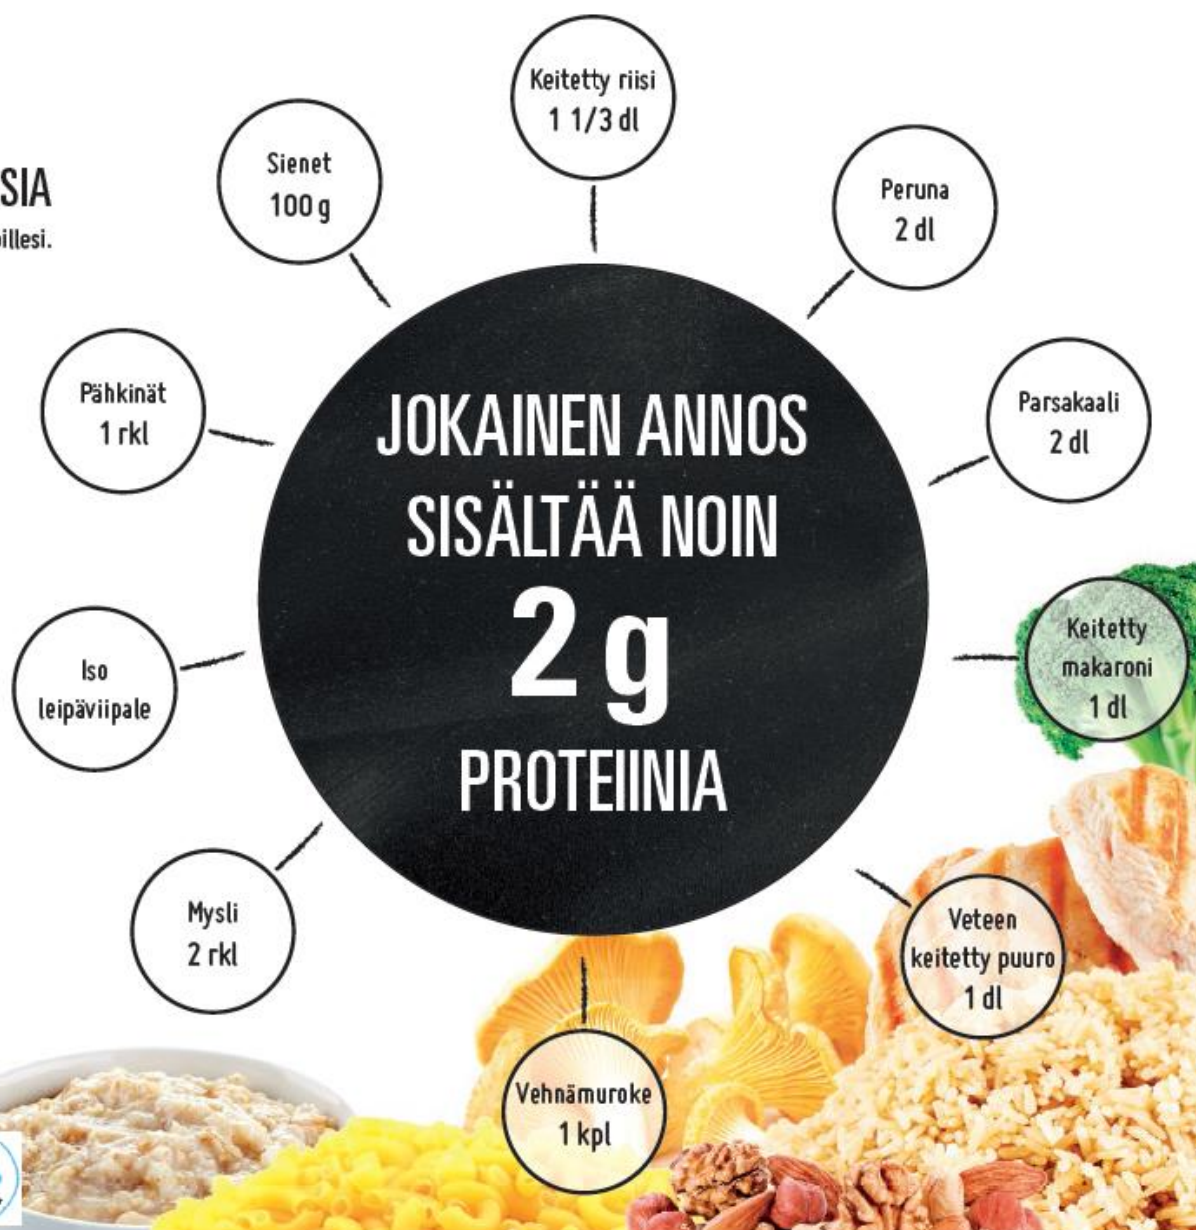 SIA
illesi.
Keitetty riisi
1 1/3 dl
Sienet
100 g
Peruna
2 dl
Pähkinät
1 rkl
Parsakaali
2 dl
JOKAINEN ANNOS
SISÄLTÄÄ NOIN
2 g
PROTEIINIA
Keitetty
makaroni
1 dl
Iso
leipäviipale
Mysli
2 rkl
Veteen
keitetty puuro
1 dl
Vehnämuroke
1 kpl